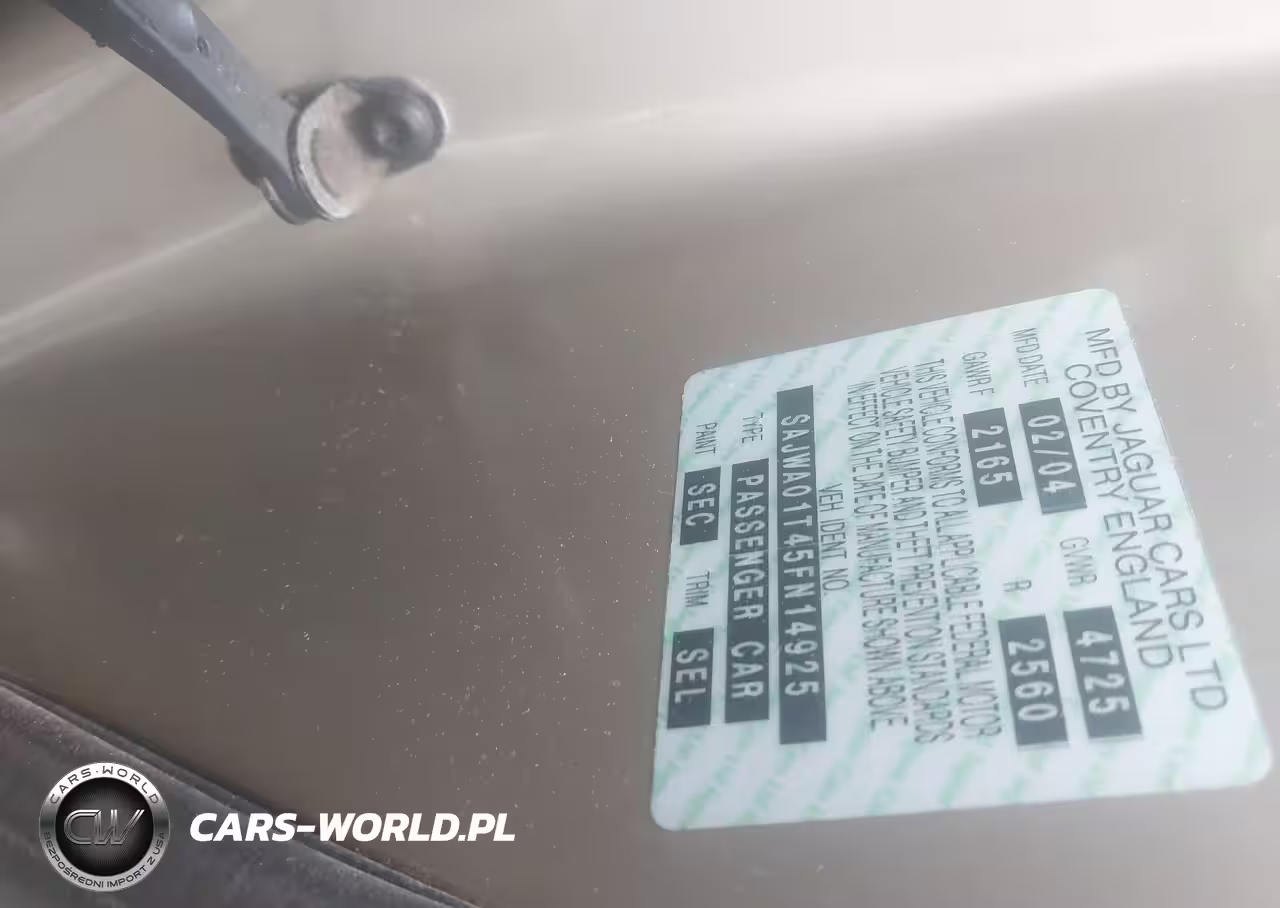 MFD BY JAGUAR CARS LTD
COVENTRY ENGLAND
MFD DATE 02/04 GVWR 4725
GAWR F 2165 R 2560
THIS VEHICLE CONFORMS TO ALL APPLICABLE FEDERAL MOTOR
VEHICLE SAFETY, BUMPER AND THEFT PREVENTION STANDARDS
IN EFFECT ON THE DATE OF MANUFACTURE SHOWN ABOVE
VEH IDENT NO.
SAJWA01T45FN14925
TYPE PASSENGER CAR
PAINT SEC TRIM SEL
CARS-WORLD
CW
BEZPOŚREDNI IMPORT Z USA
CARS-WORLD.PL